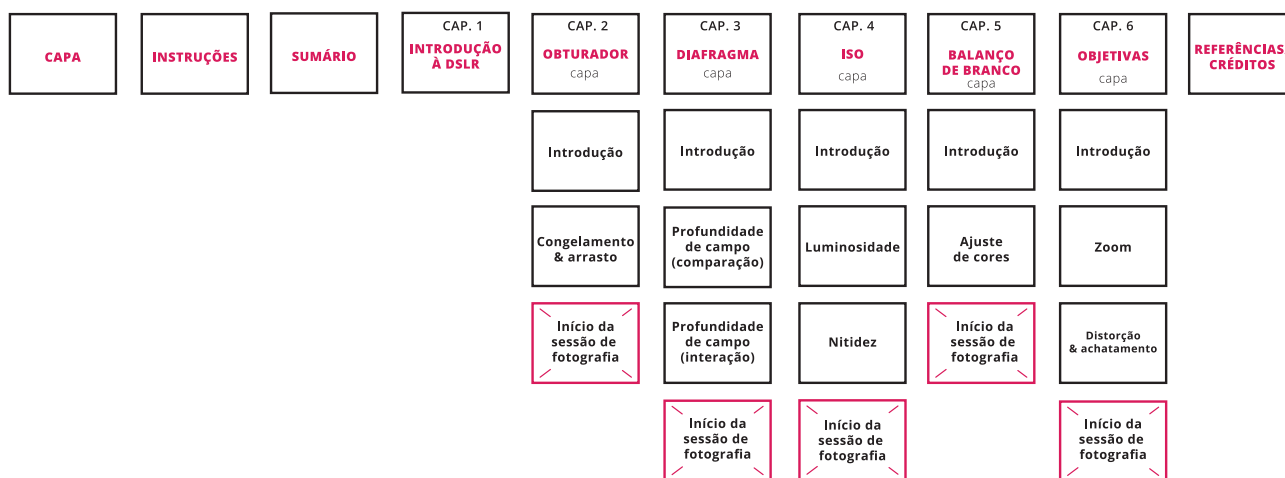 CAPA
INSTRUÇÕES
SUMÁRIO
CAP. 1
INTRODUÇÃO
À DSLR
CAP. 2
OBTURADOR
capa
CAP. 3
DIAFRAGMA
capa
CAP. 4
ISO
capa
CAP. 5
BALANÇO
DE BRANCO
capa
CAP. 6
OBJETIVAS
capa
REFERÊNCIAS
CRÉDITOS
Introdução
Introdução
Introdução
Introdução
Introdução
Congelamento
& arrasto
Profundidade
de campo
(comparação)
Luminosidade
Ajuste
de cores
Zoom
Início da
sessão de
fotografia
Profundidade
de campo
(interação)
Nitidez
Início da
sessão de
fotografia
Distorção
& achatamento
Início da
sessão de
fotografia
Início da
sessão de
fotografia
Início da
sessão de
fotografia